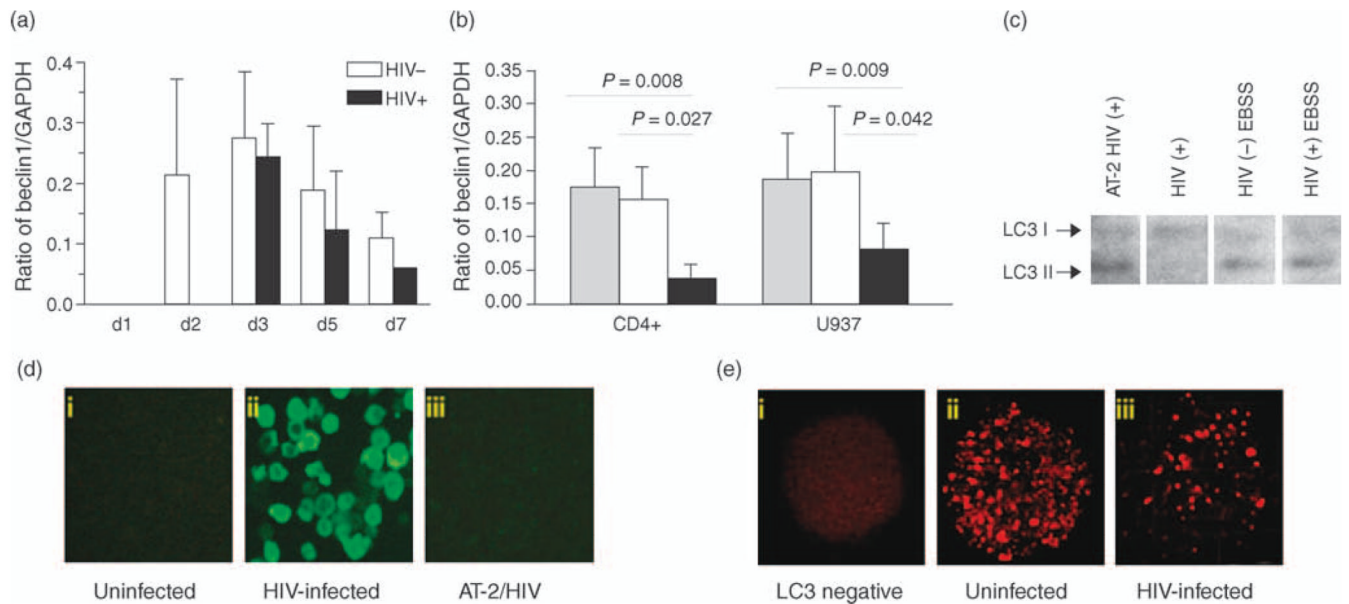 (a)
Ratio of beclin1/GAPDH
0.4
0.3
0.2
0.1
0.0
HIV–
HIV+
d1 d2 d3 d5 d7
(b)
Ratio of beclin1/GAPDH
0.35
0.30
0.25
0.20
0.15
0.10
0.05
0.00
P = 0.008
P = 0.027
P = 0.009
P = 0.042
CD4+ U937
(c)
AT-2 HIV (+)
HIV (+)
HIV (–) EBSS
HIV (+) EBSS
LC3 I
LC3 II
(d)
i ii iii
Uninfected HIV-infected AT-2/HIV
(e)
i ii iii
LC3 negative Uninfected HIV-infected